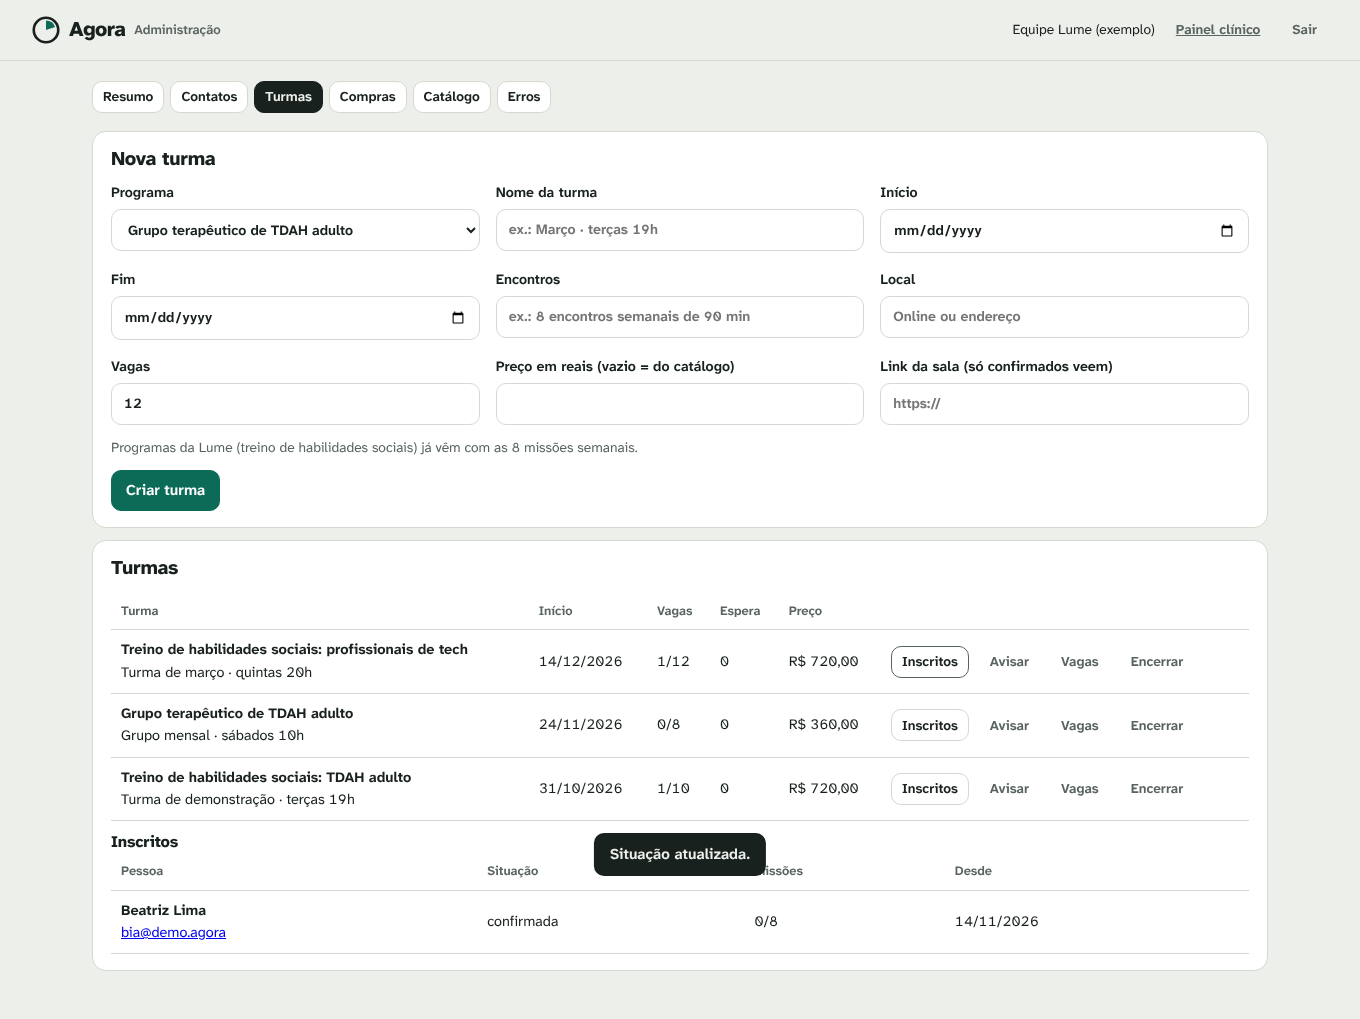 Agora Administração
Equipe Lume (exemplo) Painel clínico Sair
Resumo Contatos Turmas Compras Catálogo Erros
Nova turma
Programa Nome da turma Início
Grupo terapêutico de TDAH adulto ex.: Março · terças 19h mm/dd/yyyy
Fim Encontros Local
mm/dd/yyyy ex.: 8 encontros semanais de 90 min Online ou endereço
Vagas Preço em reais (vazio = do catálogo) Link da sala (só confirmados veem)
12 https://
Programas da Lume (treino de habilidades sociais) já vêm com as 8 missões semanais.
Criar turma
Turmas
Turma Início Vagas Espera Preço
Treino de habilidades sociais: profissionais de tech
Turma de março · quintas 20h
14/12/2026 1/12 0 R$ 720,00 Inscritos Avisar Vagas Encerrar
Grupo terapêutico de TDAH adulto
Grupo mensal · sábados 10h
24/11/2026 0/8 0 R$ 360,00 Inscritos Avisar Vagas Encerrar
Treino de habilidades sociais: TDAH adulto
Turma de demonstração · terças 19h
31/10/2026 1/10 0 R$ 720,00 Inscritos Avisar Vagas Encerrar
Inscritos
Situação atualizada.
Pessoa Situação Desde
Beatriz Lima
bia@demo.agora
confirmada 0/8 14/11/2026